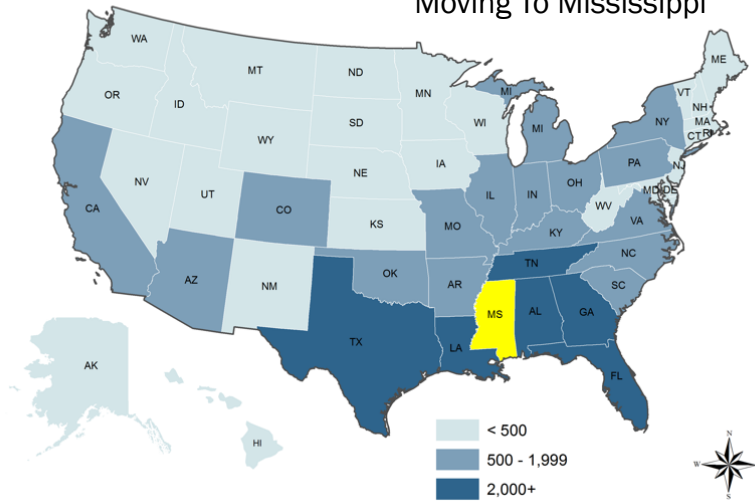 Moving To Mississippi
WA
MT
ND
MN
ME
OR
ID
SD
WI
MI
VT
NH
NY
MA
CT
RI
WY
IA
MI
NE
PA
NJ
NV
UT
CO
IL
IN
OH
MD
DE
WV
CA
KS
MO
KY
VA
AZ
NM
OK
AR
TN
NC
SC
TX
LA
MS
AL
GA
FL
AK
HI
< 500
500 - 1,999
2,000+
N
W
E
S